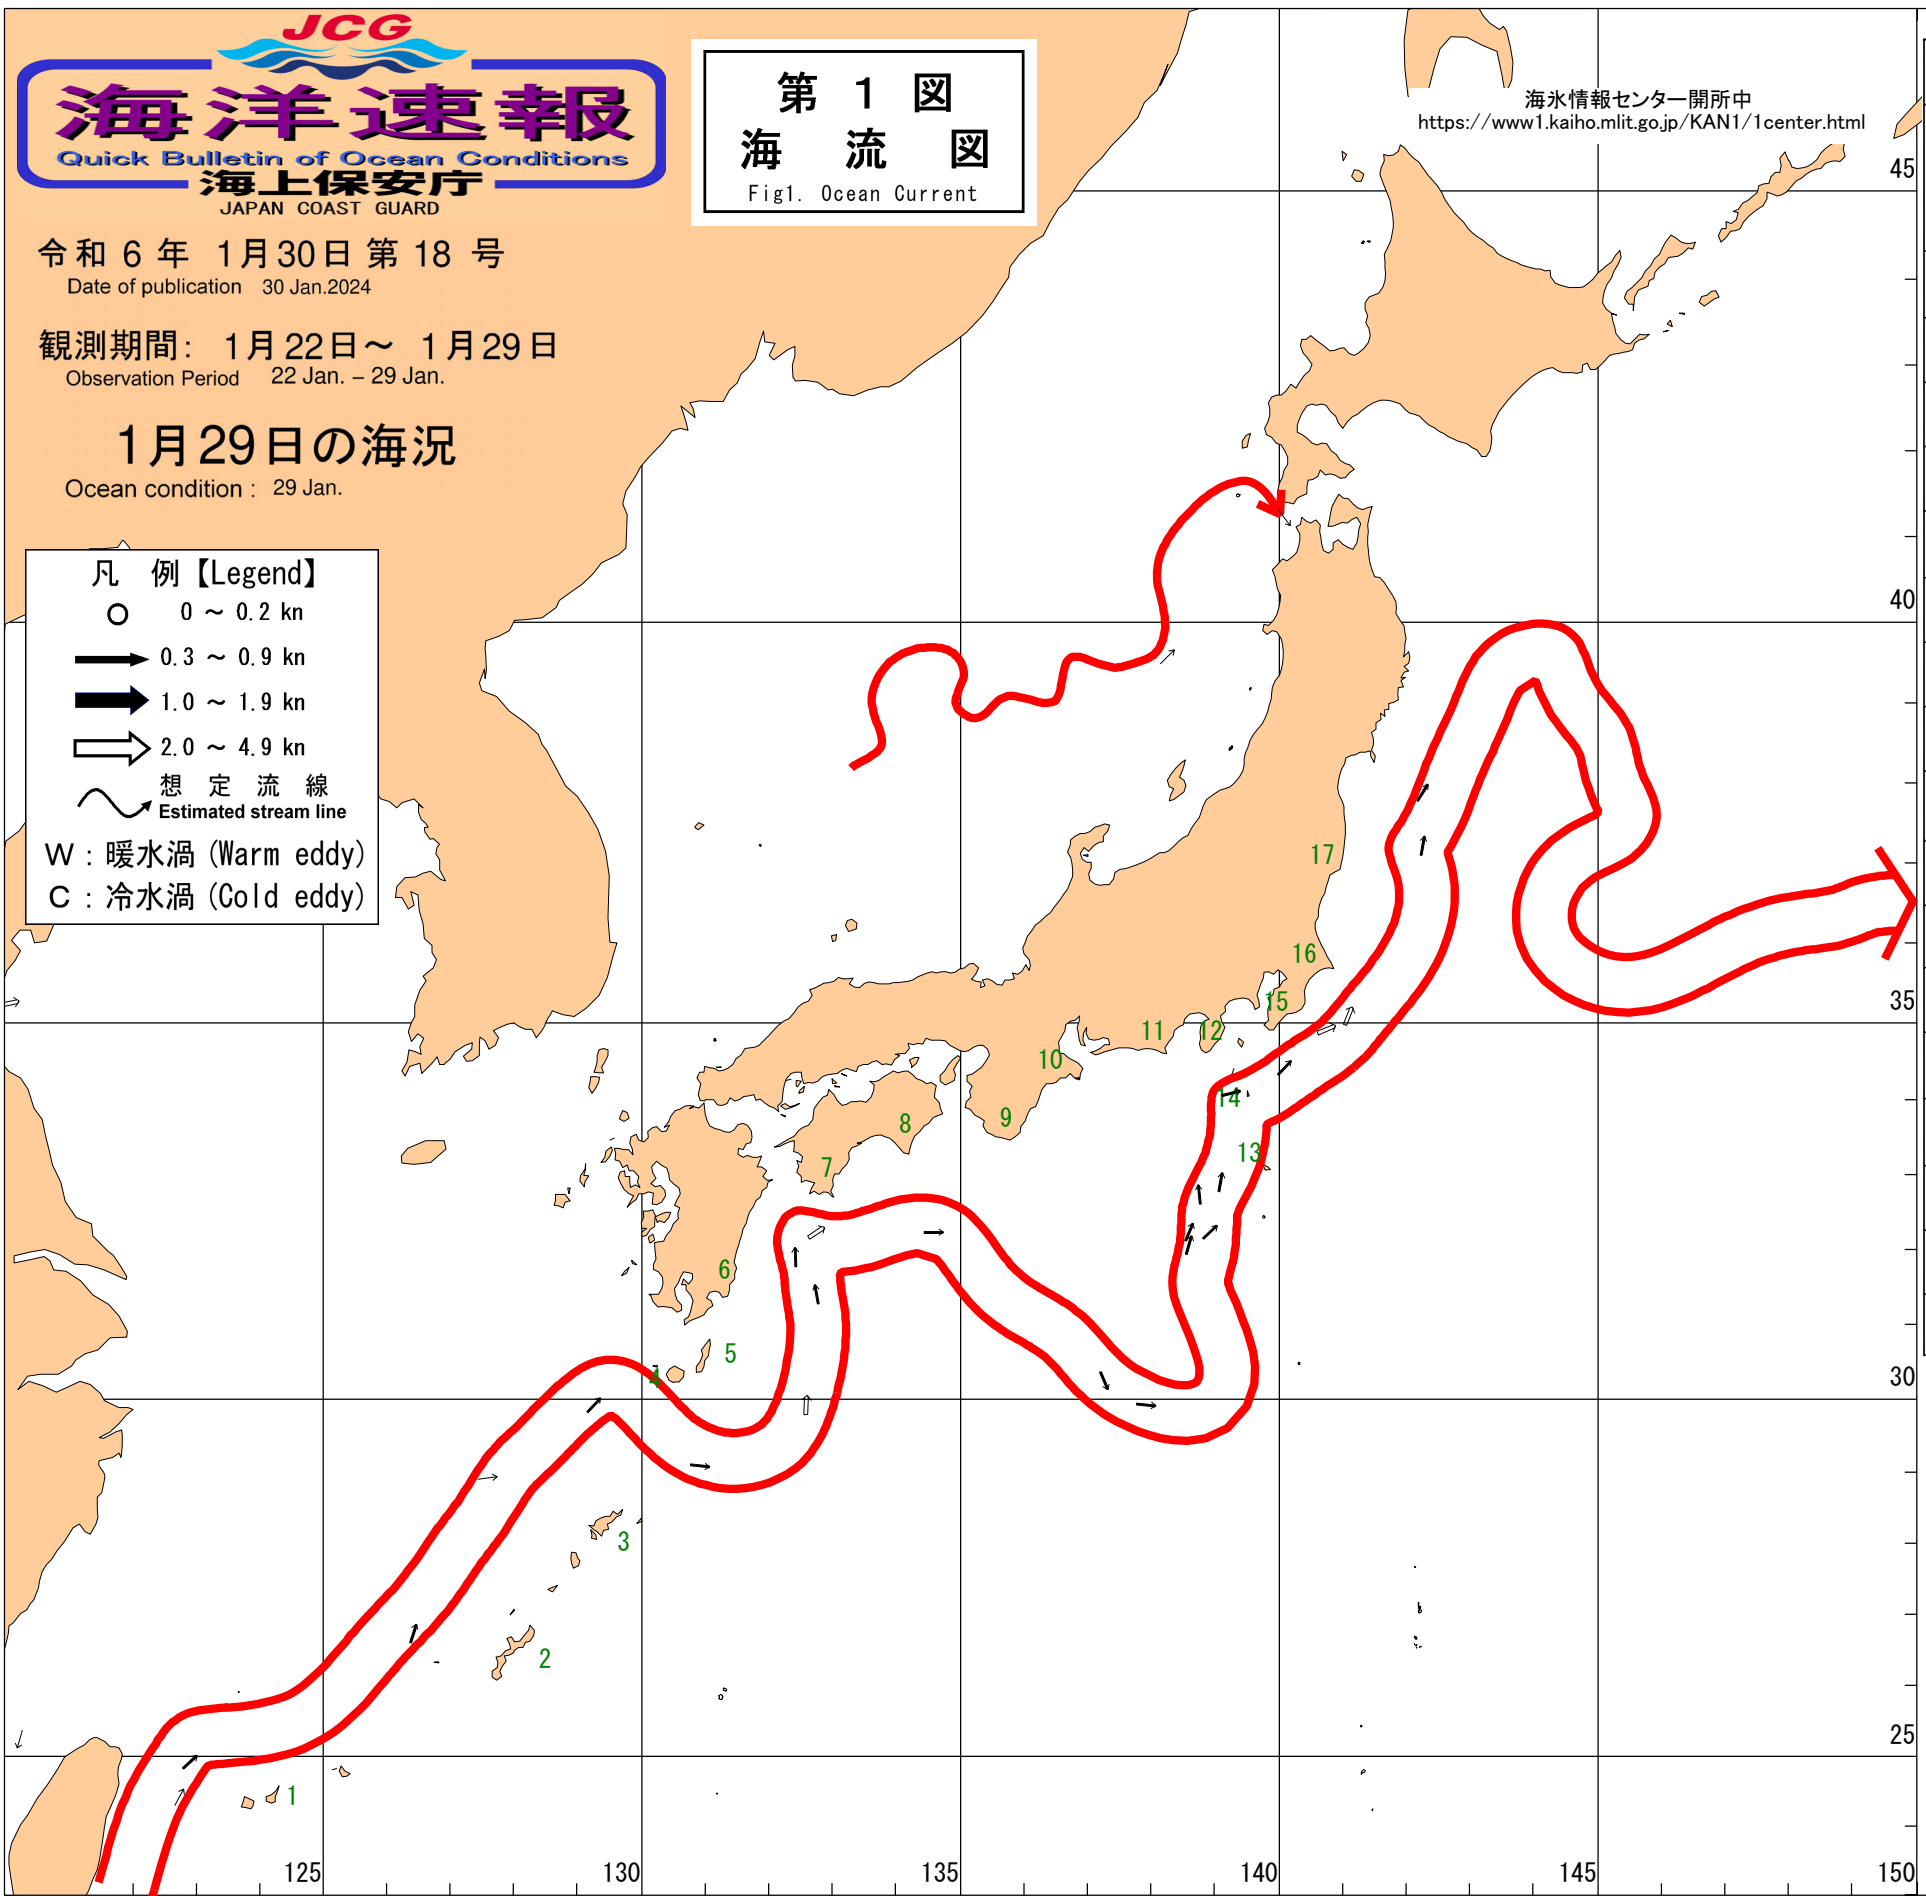 JCG
海洋速報
Quick Bulletin of Ocean Conditions
海上保安庁
JAPAN COAST GUARD
令和 6 年 1月30日 第 18 号
Date of publication 30 Jan.2024
観測期間: 1月22日～ 1月29日
Observation Period 22 Jan. – 29 Jan.
1月29日の海況
Ocean condition : 29 Jan.
第 1 図
海 流 図
Fig1. Ocean Current
海氷情報センター開所中
https://www1.kaiho.mlit.go.jp/KAN1/1center.html
凡 例【Legend】
0 ～ 0.2 kn
0.3 ～ 0.9 kn
1.0 ～ 1.9 kn
2.0 ～ 4.9 kn
想 定 流 線
Estimated stream line
W : 暖水渦 (Warm eddy)
C : 冷水渦 (Cold eddy)
45
40
17
16
15
35
11
12
10
14
9
8
13
7
6
5
4
30
3
2
25
1
125
130
135
140
145
150